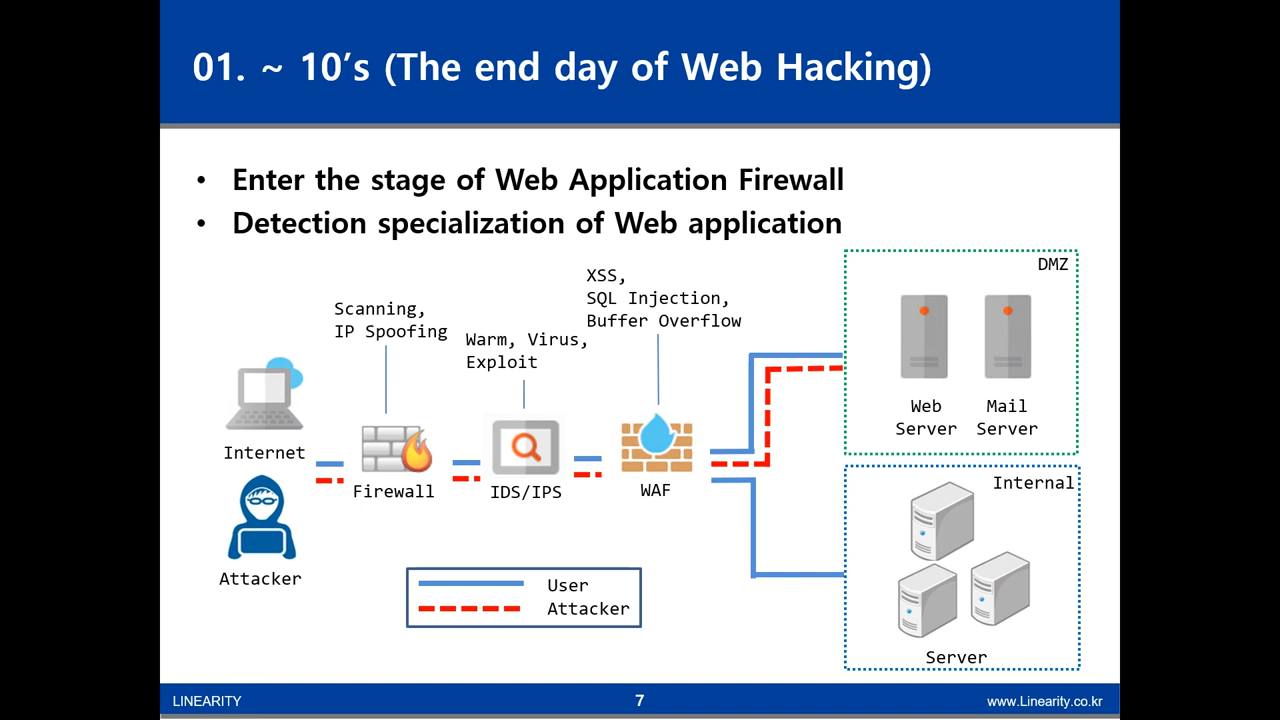 01. ~ 10's (The end day of Web Hacking)
• Enter the stage of Web Application Firewall
• Detection specialization of Web application
XSS,
SQL Injection,
Buffer Overflow
Scanning,
IP Spoofing
Warm, Virus,
Exploit
Internet
Attacker
Firewall
IDS/IPS
WAF
DMZ
Web
Server
Mail
Server
Internal
Server
User
Attacker
LINEARITY
7
www.Linearity.co.kr